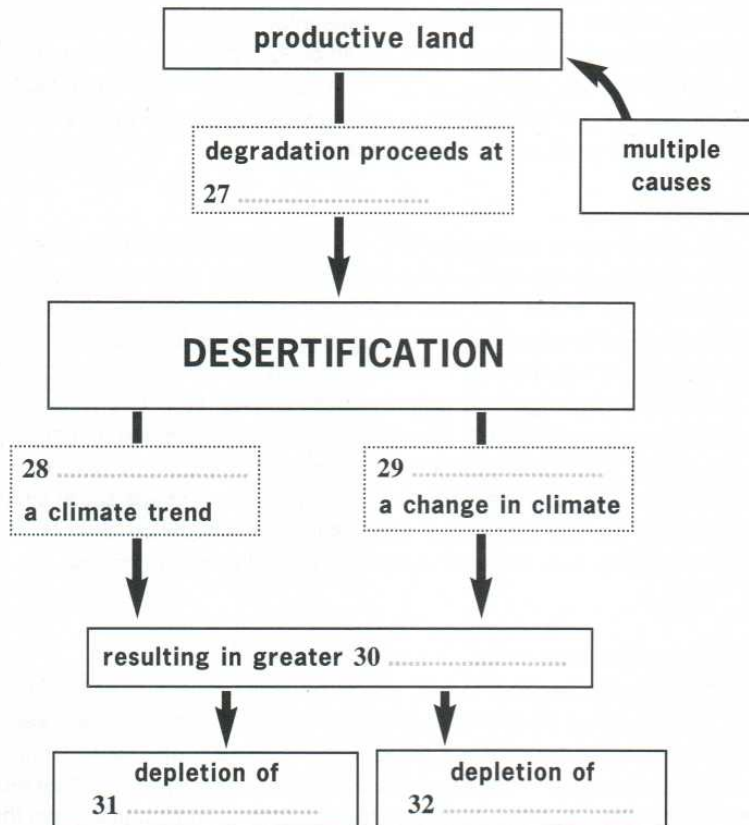 productive land
degradation proceeds at
27 ..............................
multiple
causes
DESERTIFICATION
28 ..............................
a climate trend
29 ..............................
a change in climate
resulting in greater 30 ..............................
depletion of
31 ..............................
depletion of
32 ..............................